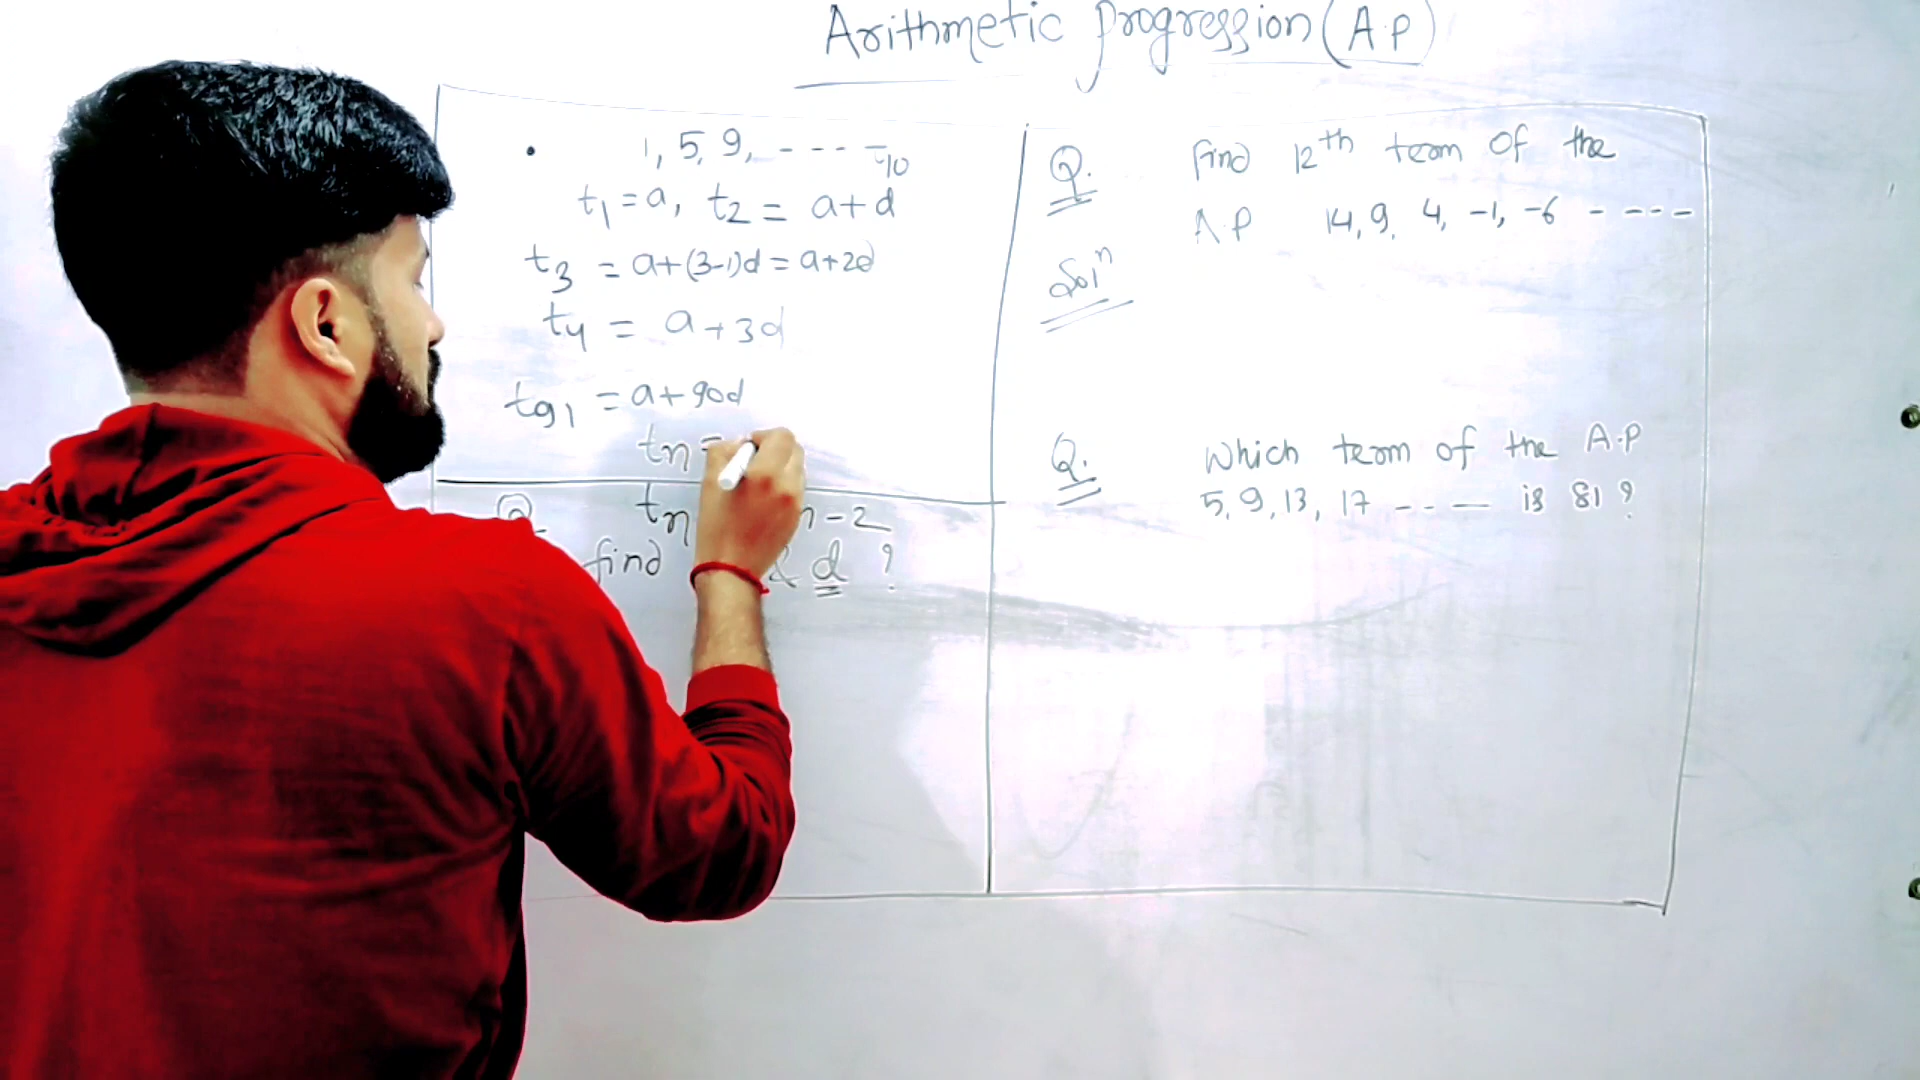 Arithmetic progression (A.P)
1, 5, 9, - - - - t10
t1 = a, t2 = a+d
t3 = a+(3-1)d = a+2d
t4 = a+3d
t91 = a+90d
tn =
Q
tn n-2
find & d ?
Q. find 12th term of the
A.P 14, 9, 4, -1, -6 - ----
Soln
Q. Which term of the A.P
5, 9, 13, 17 - - - is 81 ?